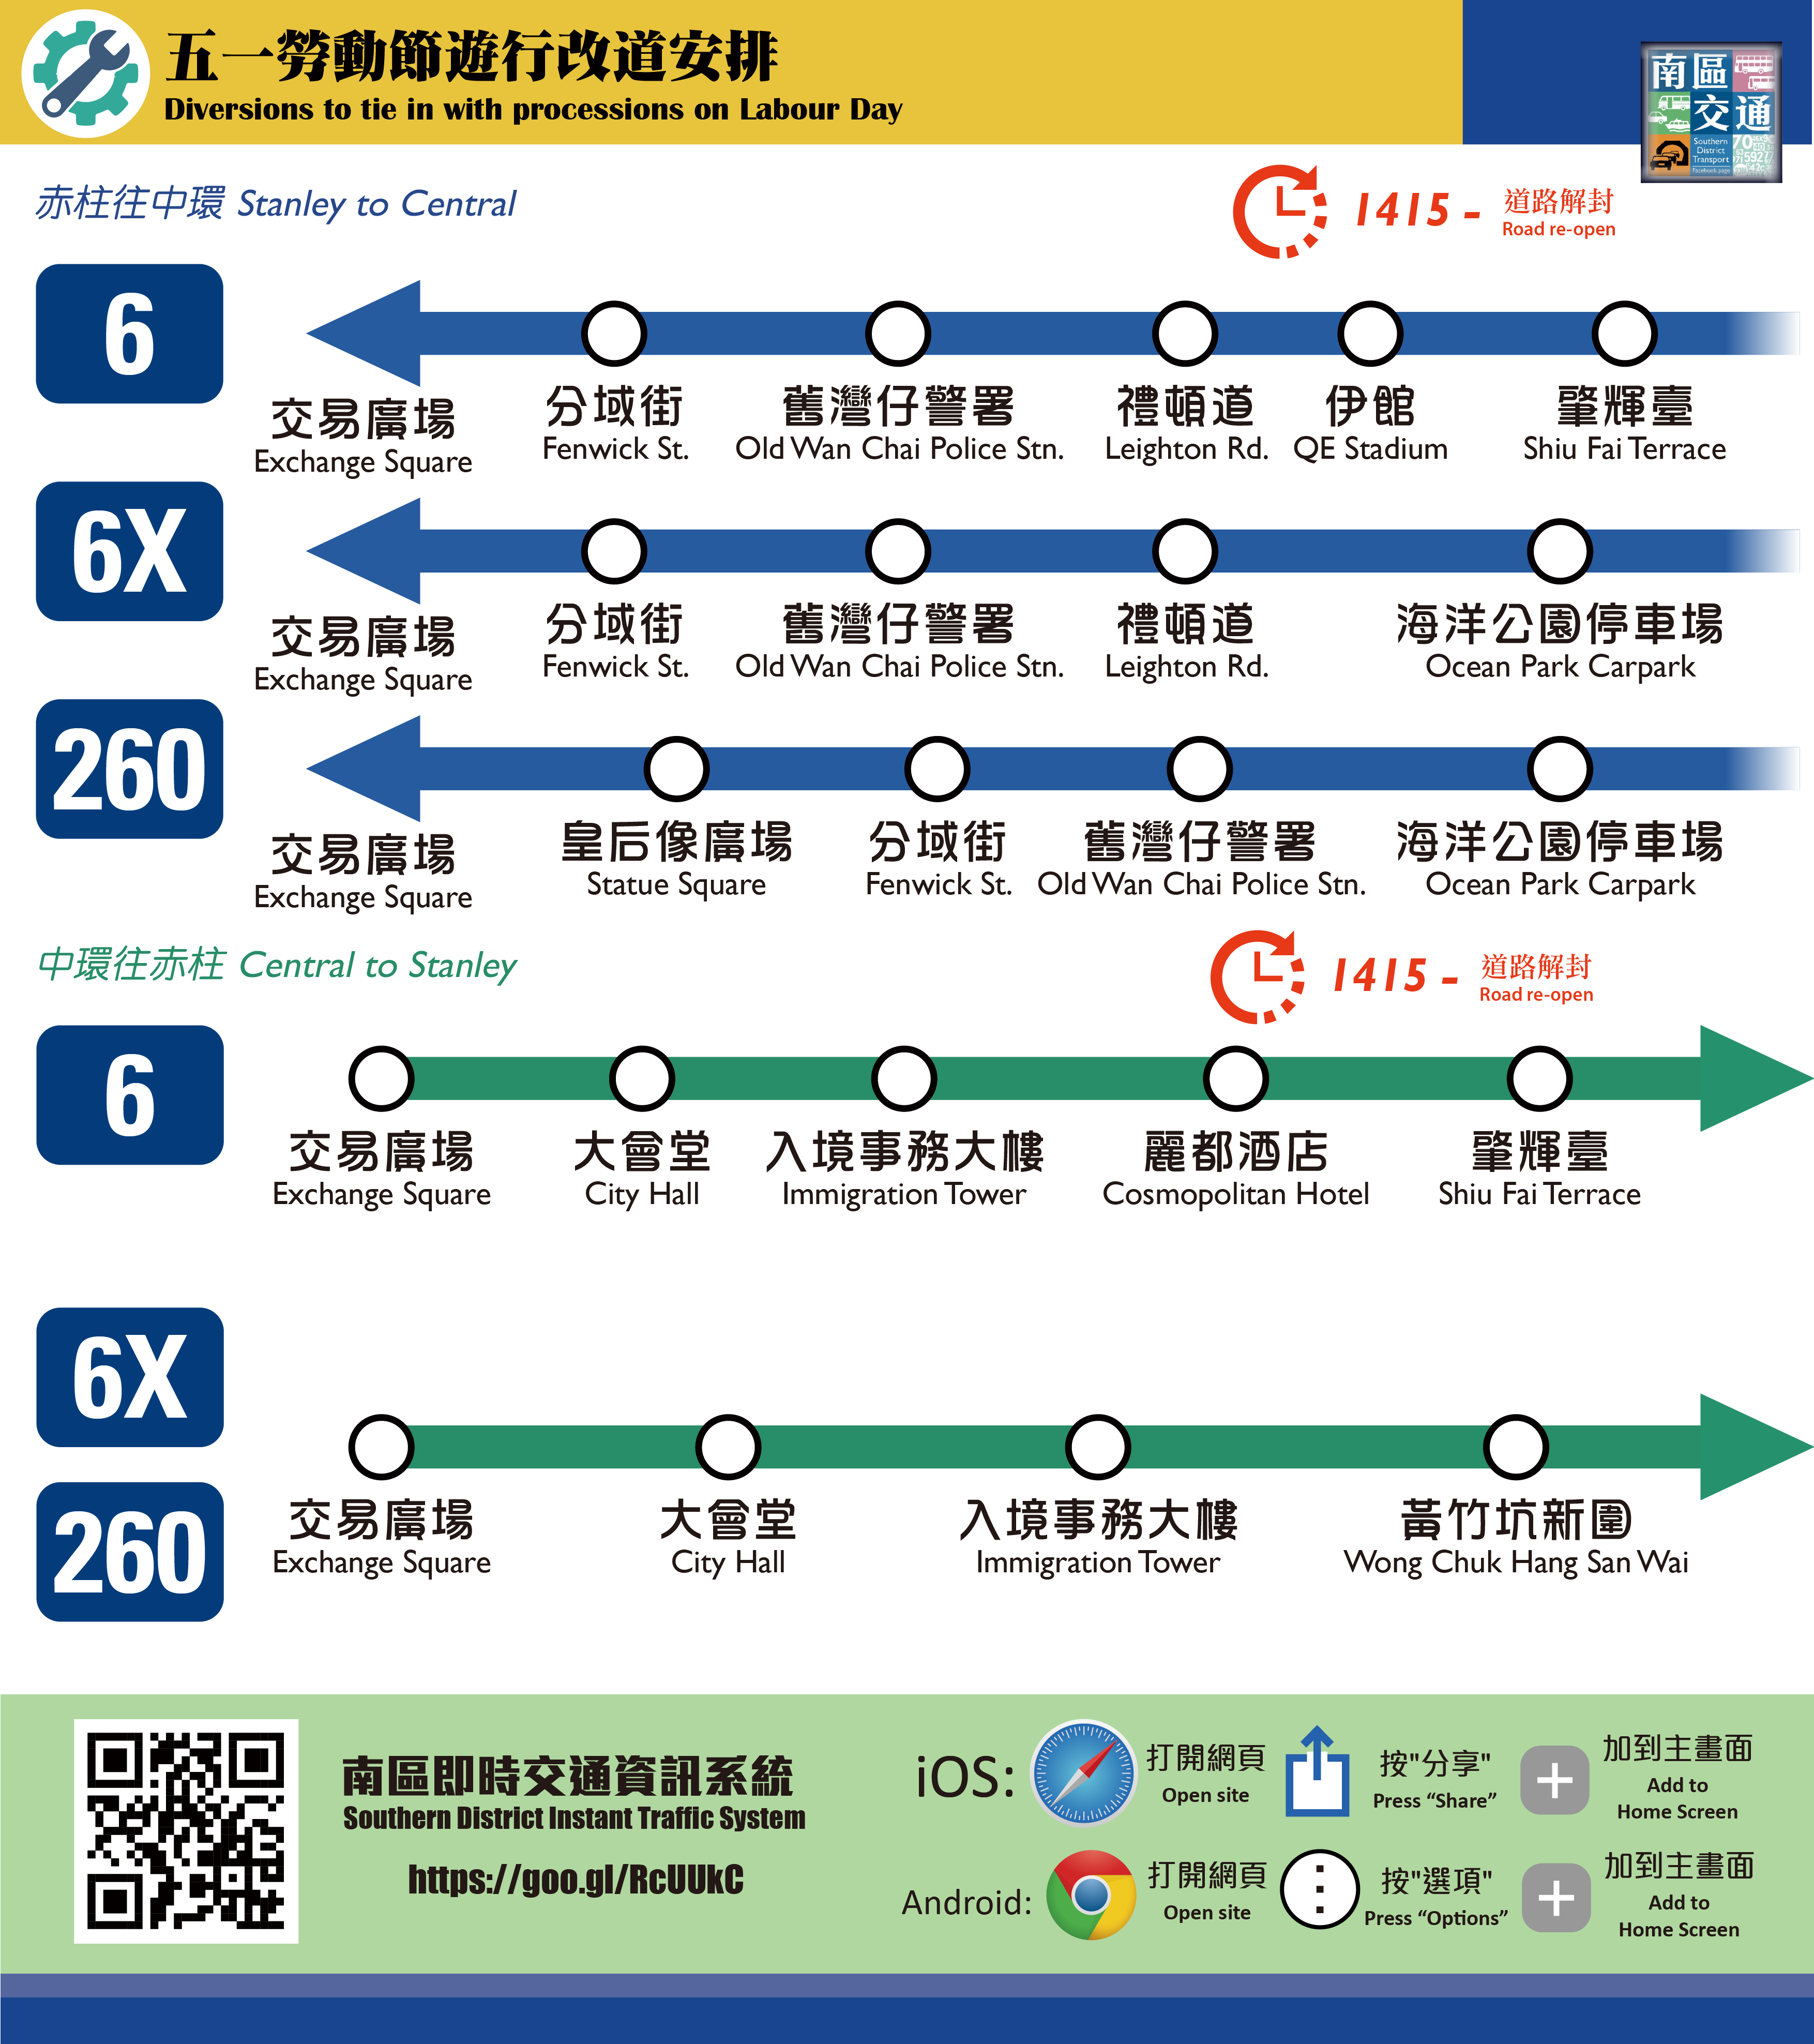 五一勞動節遊行改道安排
Diversions to tie in with processions on Labour Day
南區
交通
Southern
District
Transport
Facebook page
赤柱往中環 Stanley to Central
1415 - 道路解封
Road re-open
6
交易廣場
Exchange Square
分域街
Fenwick St.
舊灣仔警署
Old Wan Chai Police Stn.
禮頓道
Leighton Rd.
伊館
QE Stadium
肇輝臺
Shiu Fai Terrace
6X
交易廣場
Exchange Square
分域街
Fenwick St.
舊灣仔警署
Old Wan Chai Police Stn.
禮頓道
Leighton Rd.
海洋公園停車場
Ocean Park Carpark
260
交易廣場
Exchange Square
皇后像廣場
Statue Square
分域街
Fenwick St.
舊灣仔警署
Old Wan Chai Police Stn.
海洋公園停車場
Ocean Park Carpark
中環往赤柱 Central to Stanley
1415 - 道路解封
Road re-open
6
交易廣場
Exchange Square
大會堂
City Hall
入境事務大樓
Immigration Tower
麗都酒店
Cosmopolitan Hotel
肇輝臺
Shiu Fai Terrace
6X
260
交易廣場
Exchange Square
大會堂
City Hall
入境事務大樓
Immigration Tower
黃竹坑新圍
Wong Chuk Hang San Wai
南區即時交通資訊系統
Southern District Instant Traffic System
https://goo.gl/RcUUkC
iOS:
打開網頁
Open site
按"分享"
Press “Share”
加到主畫面
Add to
Home Screen
Android:
打開網頁
Open site
按"選項"
Press “Options”
加到主畫面
Add to
Home Screen